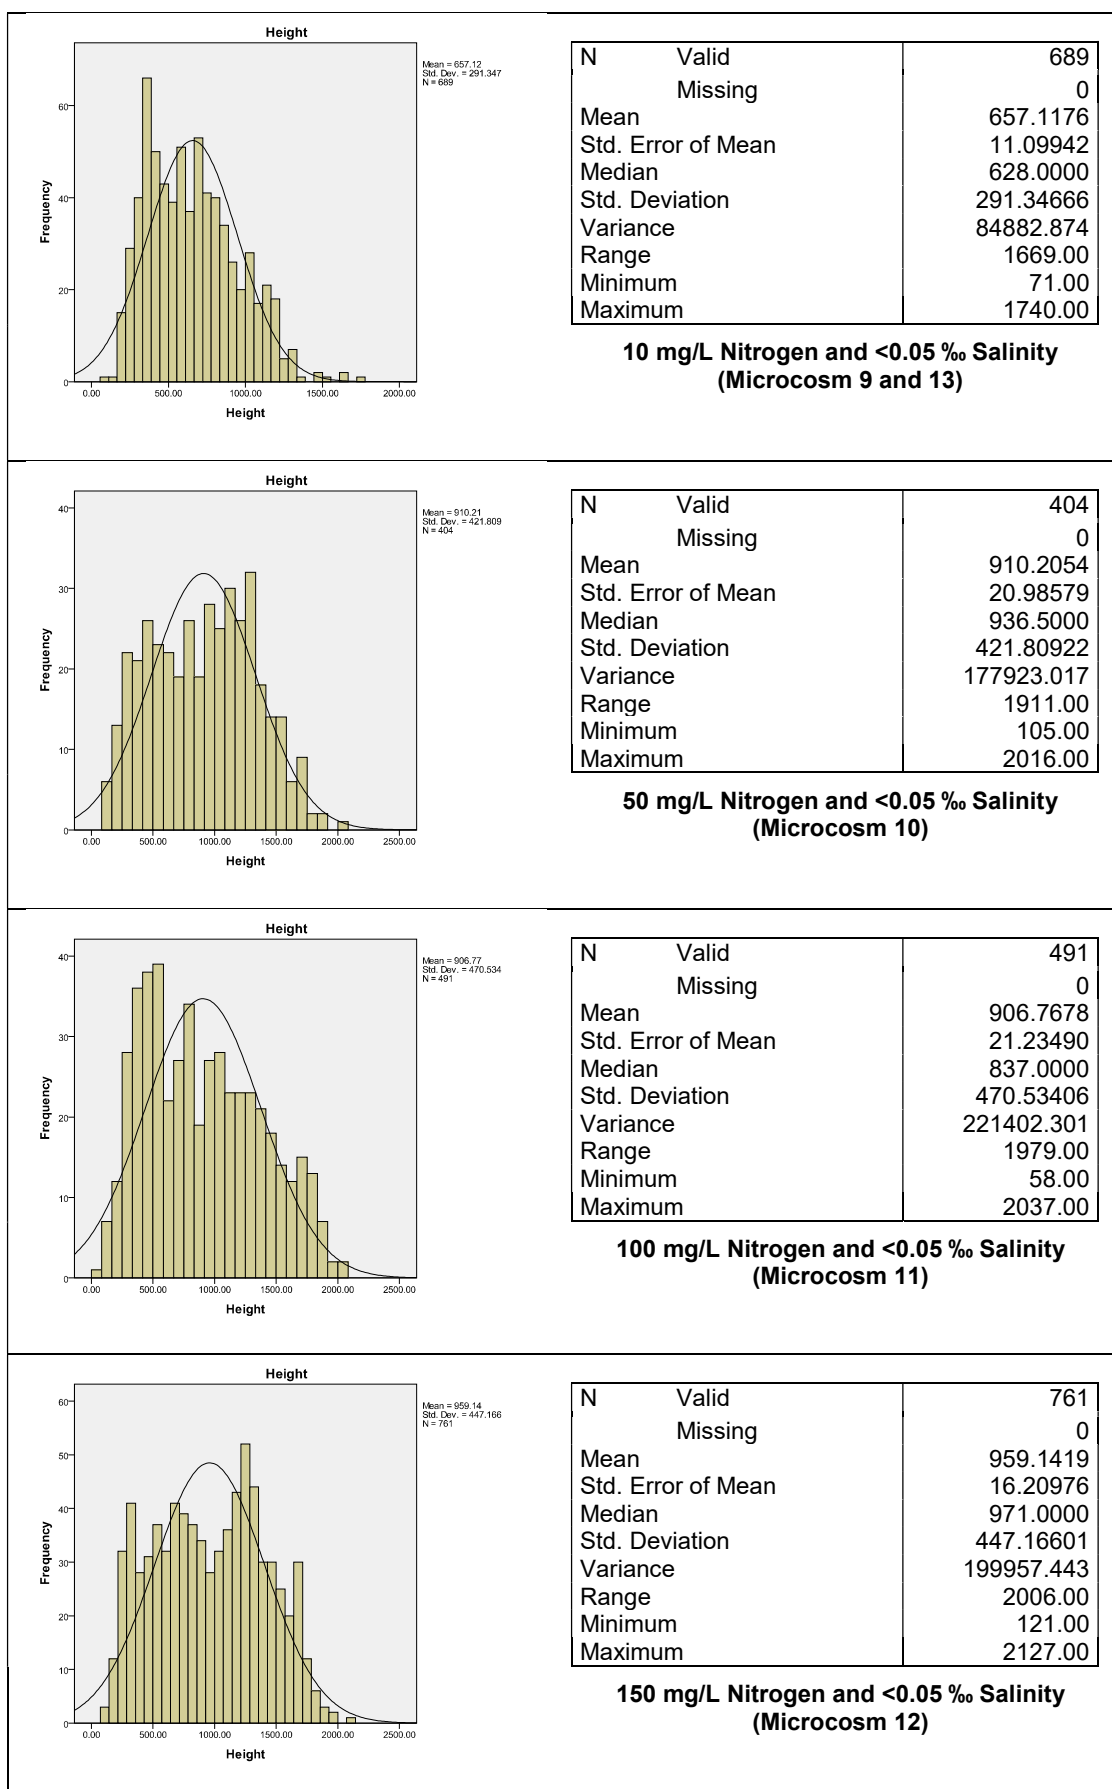 Height
Mean = 657.12
Std. Dev. = 291.347
N = 689
Frequency
60
40
20
0
0.00 500.00 1000.00 1500.00 2000.00
Height
N Valid 689
Missing 0
Mean 657.1176
Std. Error of Mean 11.09942
Median 628.0000
Std. Deviation 291.34666
Variance 84882.874
Range 1669.00
Minimum 71.00
Maximum 1740.00
10 mg/L Nitrogen and <0.05 ‰ Salinity
(Microcosm 9 and 13)
Height
Mean = 910.21
Std. Dev. = 421.809
N = 404
Frequency
40
30
20
10
0
0.00 500.00 1000.00 1500.00 2000.00 2500.00
Height
N Valid 404
Missing 0
Mean 910.2054
Std. Error of Mean 20.98579
Median 936.5000
Std. Deviation 421.80922
Variance 177923.017
Range 1911.00
Minimum 105.00
Maximum 2016.00
50 mg/L Nitrogen and <0.05 ‰ Salinity
(Microcosm 10)
Height
Mean = 906.77
Std. Dev. = 470.534
N = 491
Frequency
40
30
20
10
0
0.00 500.00 1000.00 1500.00 2000.00 2500.00
Height
N Valid 491
Missing 0
Mean 906.7678
Std. Error of Mean 21.23490
Median 837.0000
Std. Deviation 470.53406
Variance 221402.301
Range 1979.00
Minimum 58.00
Maximum 2037.00
100 mg/L Nitrogen and <0.05 ‰ Salinity
(Microcosm 11)
Height
Mean = 959.14
Std. Dev. = 447.166
N = 761
Frequency
60
50
40
30
20
10
0
0.00 500.00 1000.00 1500.00 2000.00 2500.00
Height
N Valid 761
Missing 0
Mean 959.1419
Std. Error of Mean 16.20976
Median 971.0000
Std. Deviation 447.16601
Variance 199957.443
Range 2006.00
Minimum 121.00
Maximum 2127.00
150 mg/L Nitrogen and <0.05 ‰ Salinity
(Microcosm 12)